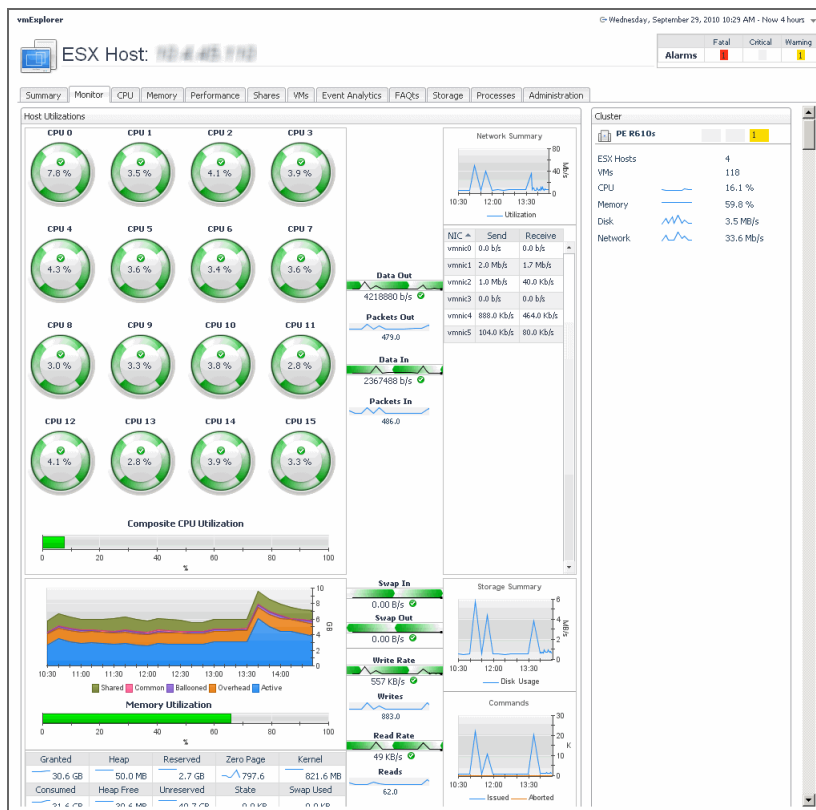 vmExplorer
Wednesday, September 29, 2010 10:29 AM - Now 4 hours
ESX Host:
Fatal Critical Warning
Alarms 1 1
Summary Monitor CPU Memory Performance Shares VMs Event Analytics FAQts Storage Processes Administration
Host Utilizations
CPU 0 CPU 1 CPU 2 CPU 3
7.8 % 3.5 % 4.1 % 3.9 %
CPU 4 CPU 5 CPU 6 CPU 7
4.3 % 3.6 % 3.4 % 3.6 %
CPU 8 CPU 9 CPU 10 CPU 11
3.0 % 3.3 % 3.8 % 2.8 %
CPU 12 CPU 13 CPU 14 CPU 15
4.1 % 2.8 % 3.9 % 3.3 %
Composite CPU Utilization
0 20 40 60 80 100
%
Data Out
4218880 b/s
Packets Out
479.0
Data In
2367488 b/s
Packets In
486.0
Network Summary
80
40
0
Mb/s
10:30 12:00 13:30
Utilization
NIC Send Receive
vmnic0 0.0 b/s 0.0 b/s
vmnic1 2.0 Mb/s 1.7 Mb/s
vmnic2 1.0 Mb/s 40.0 Kb/s
vmnic3 0.0 b/s 0.0 b/s
vmnic4 888.0 Kb/s 464.0 Kb/s
vmnic5 104.0 Kb/s 80.0 Kb/s
10
8
6
4
2
0
GB
10:30 11:00 11:30 12:00 12:30 13:00 13:30 14:00
Shared Common Ballooned Overhead Active
Memory Utilization
0 20 40 60 80 100
%
Granted Heap Reserved Zero Page Kernel
30.6 GB 50.0 MB 2.7 GB 797.6 821.6 MB
Consumed Heap Free Unreserved State Swap Used
31.6 GB 30.6 MB 40.7 GB 0.0 KB 0.0 KB
Swap In
0.00 B/s
Swap Out
0.00 B/s
Write Rate
557 KB/s
Writes
883.0
Read Rate
49 KB/s
Reads
62.0
Storage Summary
6
4
2
0
MB/s
10:30 12:00 13:30
Disk Usage
Commands
30
20
10
0
K
10:30 12:00 13:30
Issued Aborted
Cluster
PE R610s 1
ESX Hosts 4
VMs 118
CPU 16.1 %
Memory 59.8 %
Disk 3.5 MB/s
Network 33.6 Mb/s